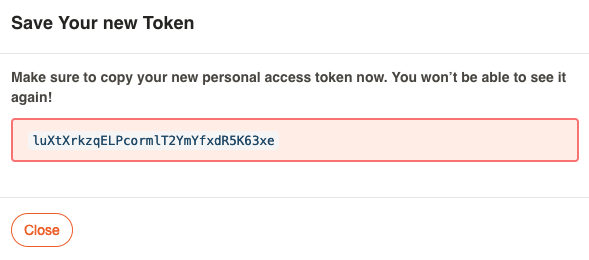 Save Your new Token
Make sure to copy your new personal access token now. You won’t be able to see it
again!
luXtXrkzqELPcormlT2YmYfxdR5K63xe
Close